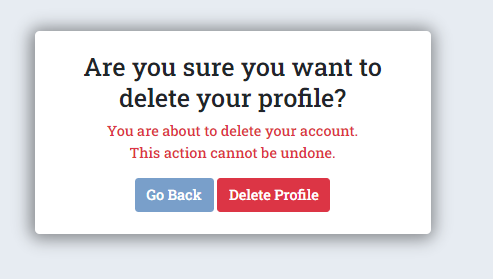 Are you sure you want to
delete your profile?
You are about to delete your account.
This action cannot be undone.
Go Back
Delete Profile